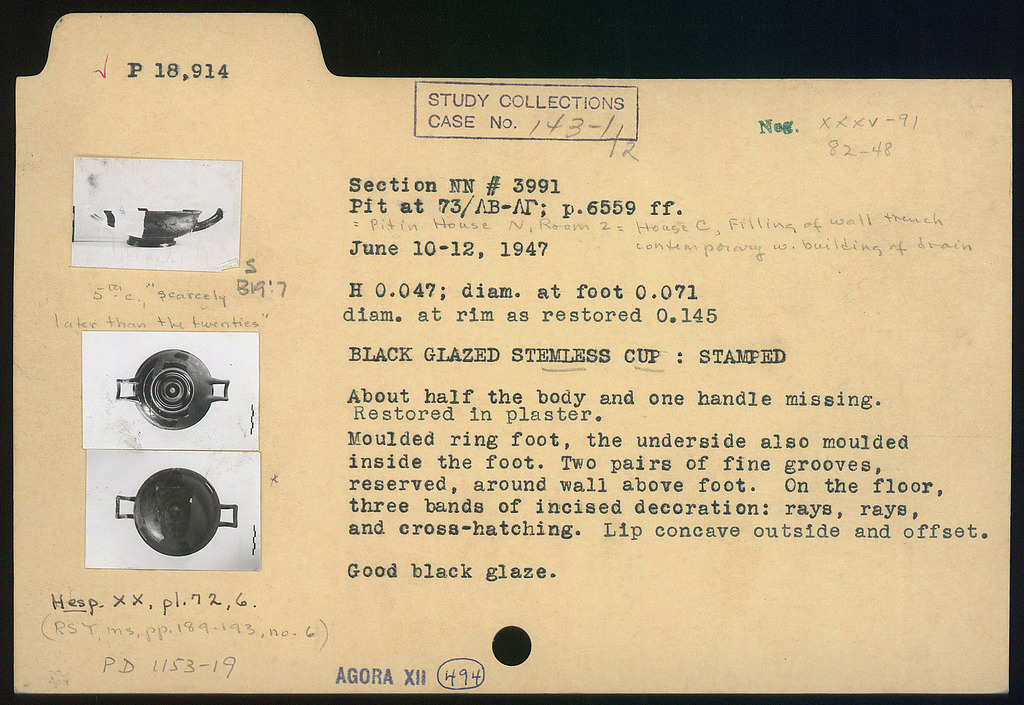 √ P 18,914
STUDY COLLECTIONS
CASE No. 143-1/12
Neg. XXXV-91
82-48
Section NN # 3991
Pit at 73/ΛΒ-ΛΓ; p.6559 ff.
= Pit in House N, Room 2 = House C, Filling of wall trench
contemporary w. building of drain
June 10-12, 1947
S
B19:7
5th c., "scarcely
later than the twenties"
H 0.047; diam. at foot 0.071
diam. at rim as restored 0.145
BLACK GLAZED STEMLESS CUP : STAMPED
About half the body and one handle missing.
Restored in plaster.
Moulded ring foot, the underside also moulded
inside the foot. Two pairs of fine grooves,
reserved, around wall above foot. On the floor,
three bands of incised decoration: rays, rays,
and cross-hatching. Lip concave outside and offset.
Good black glaze.
Hesp. XX, pl. 72, 6.
(RSY, ms, pp. 189-193, no. 6)
PD 1153-19
AGORA XII 494